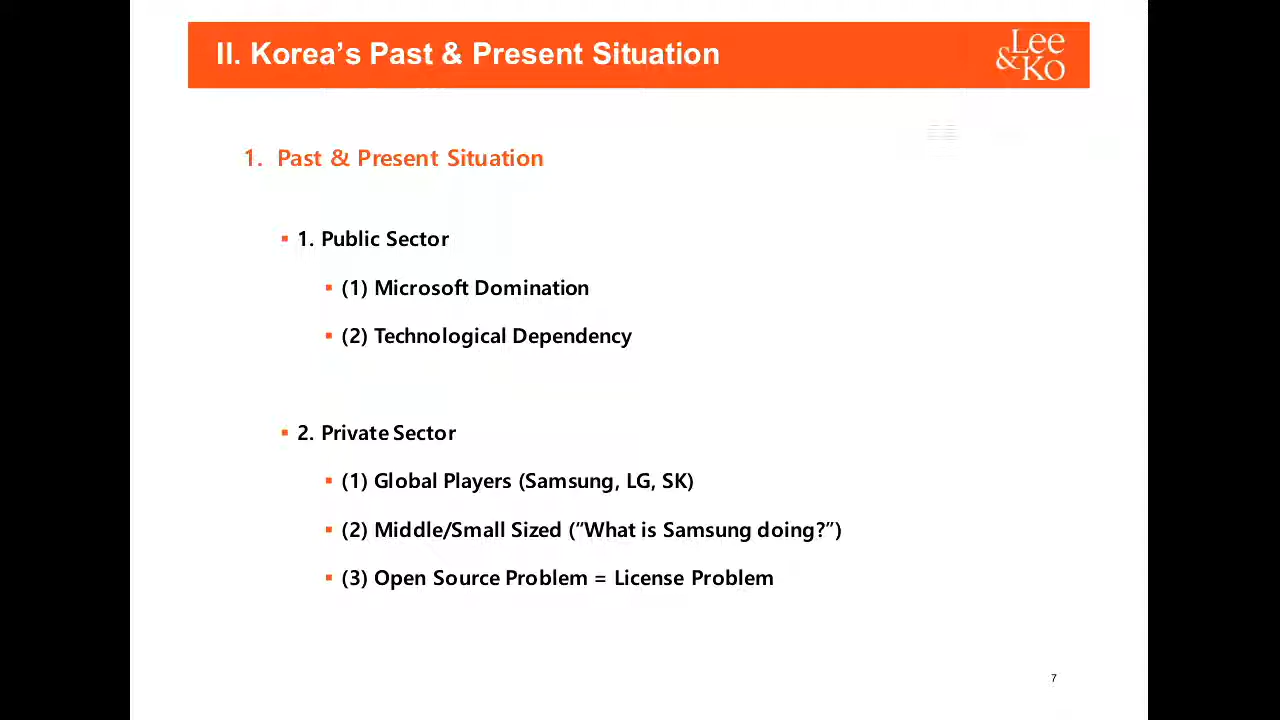 II. Korea’s Past & Present Situation
Lee
&Ko
1. Past & Present Situation
▪ 1. Public Sector
▪ (1) Microsoft Domination
▪ (2) Technological Dependency
▪ 2. Private Sector
▪ (1) Global Players (Samsung, LG, SK)
▪ (2) Middle/Small Sized (“What is Samsung doing?”)
▪ (3) Open Source Problem = License Problem
7